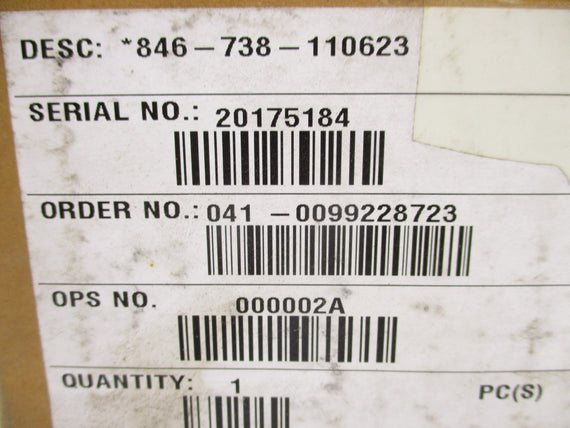 DESC: *846-738-110623
SERIAL NO.: 20175184
ORDER NO.: 041 -0099228723
OPS NO. 000002A
QUANTITY: 1 PC(S)